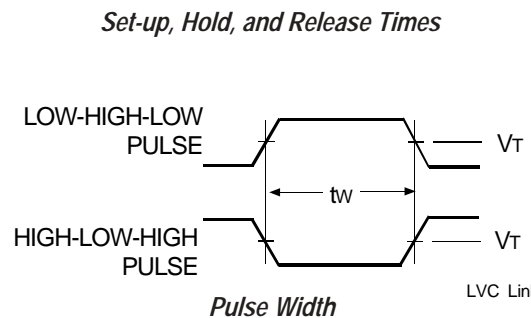 Set-up, Hold, and Release Times
LOW-HIGH-LOW
PULSE
VT
tW
HIGH-LOW-HIGH
PULSE
VT
LVC Lin
Pulse Width